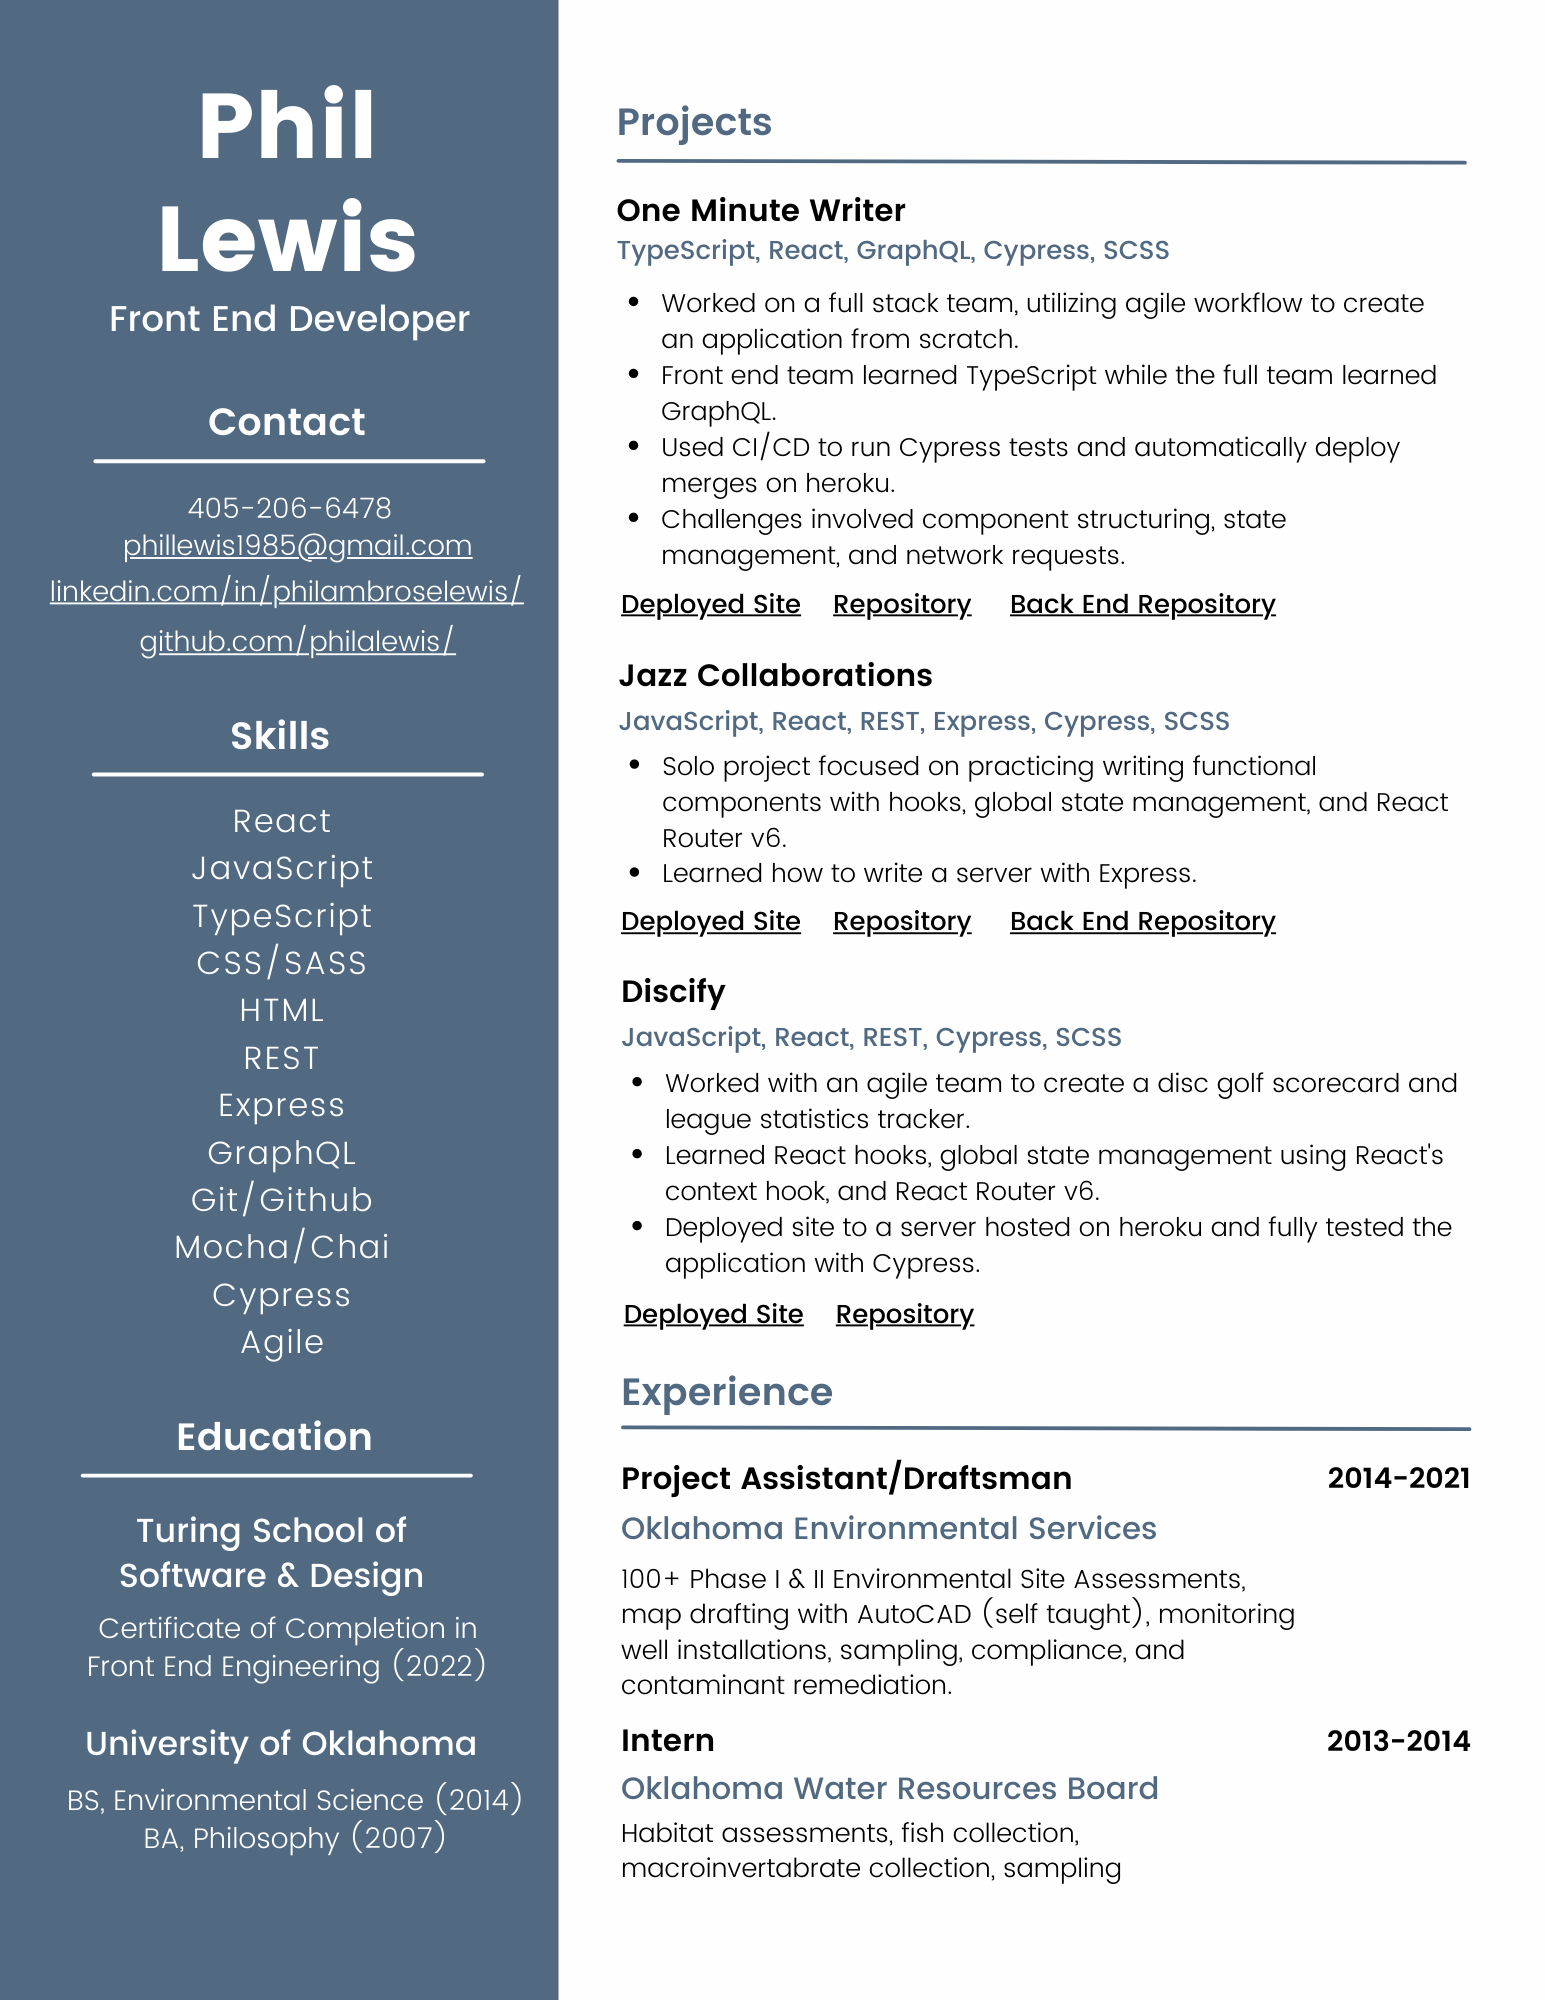 Phil
Lewis
Front End Developer
Contact
405-206-6478
phillewis1985@gmail.com
linkedin.com/in/philambroselewis/
github.com/philalewis/
Skills
React
JavaScript
TypeScript
CSS/SASS
HTML
REST
Express
GraphQL
Git/Github
Mocha/Chai
Cypress
Agile
Education
Turing School of
Software & Design
Certificate of Completion in
Front End Engineering (2022)
University of Oklahoma
BS, Environmental Science (2014)
BA, Philosophy (2007)
Projects
One Minute Writer
TypeScript, React, GraphQL, Cypress, SCSS
• Worked on a full stack team, utilizing agile workflow to create
an application from scratch.
• Front end team learned TypeScript while the full team learned
GraphQL.
• Used CI/CD to run Cypress tests and automatically deploy
merges on heroku.
• Challenges involved component structuring, state
management, and network requests.
Deployed Site Repository Back End Repository
Jazz Collaborations
JavaScript, React, REST, Express, Cypress, SCSS
• Solo project focused on practicing writing functional
components with hooks, global state management, and React
Router v6.
• Learned how to write a server with Express.
Deployed Site Repository Back End Repository
Discify
JavaScript, React, REST, Cypress, SCSS
• Worked with an agile team to create a disc golf scorecard and
league statistics tracker.
• Learned React hooks, global state management using React's
context hook, and React Router v6.
• Deployed site to a server hosted on heroku and fully tested the
application with Cypress.
Deployed Site Repository
Experience
Project Assistant/Draftsman 2014-2021
Oklahoma Environmental Services
100+ Phase I & II Environmental Site Assessments,
map drafting with AutoCAD (self taught), monitoring
well installations, sampling, compliance, and
contaminant remediation.
Intern 2013-2014
Oklahoma Water Resources Board
Habitat assessments, fish collection,
macroinvertabrate collection, sampling